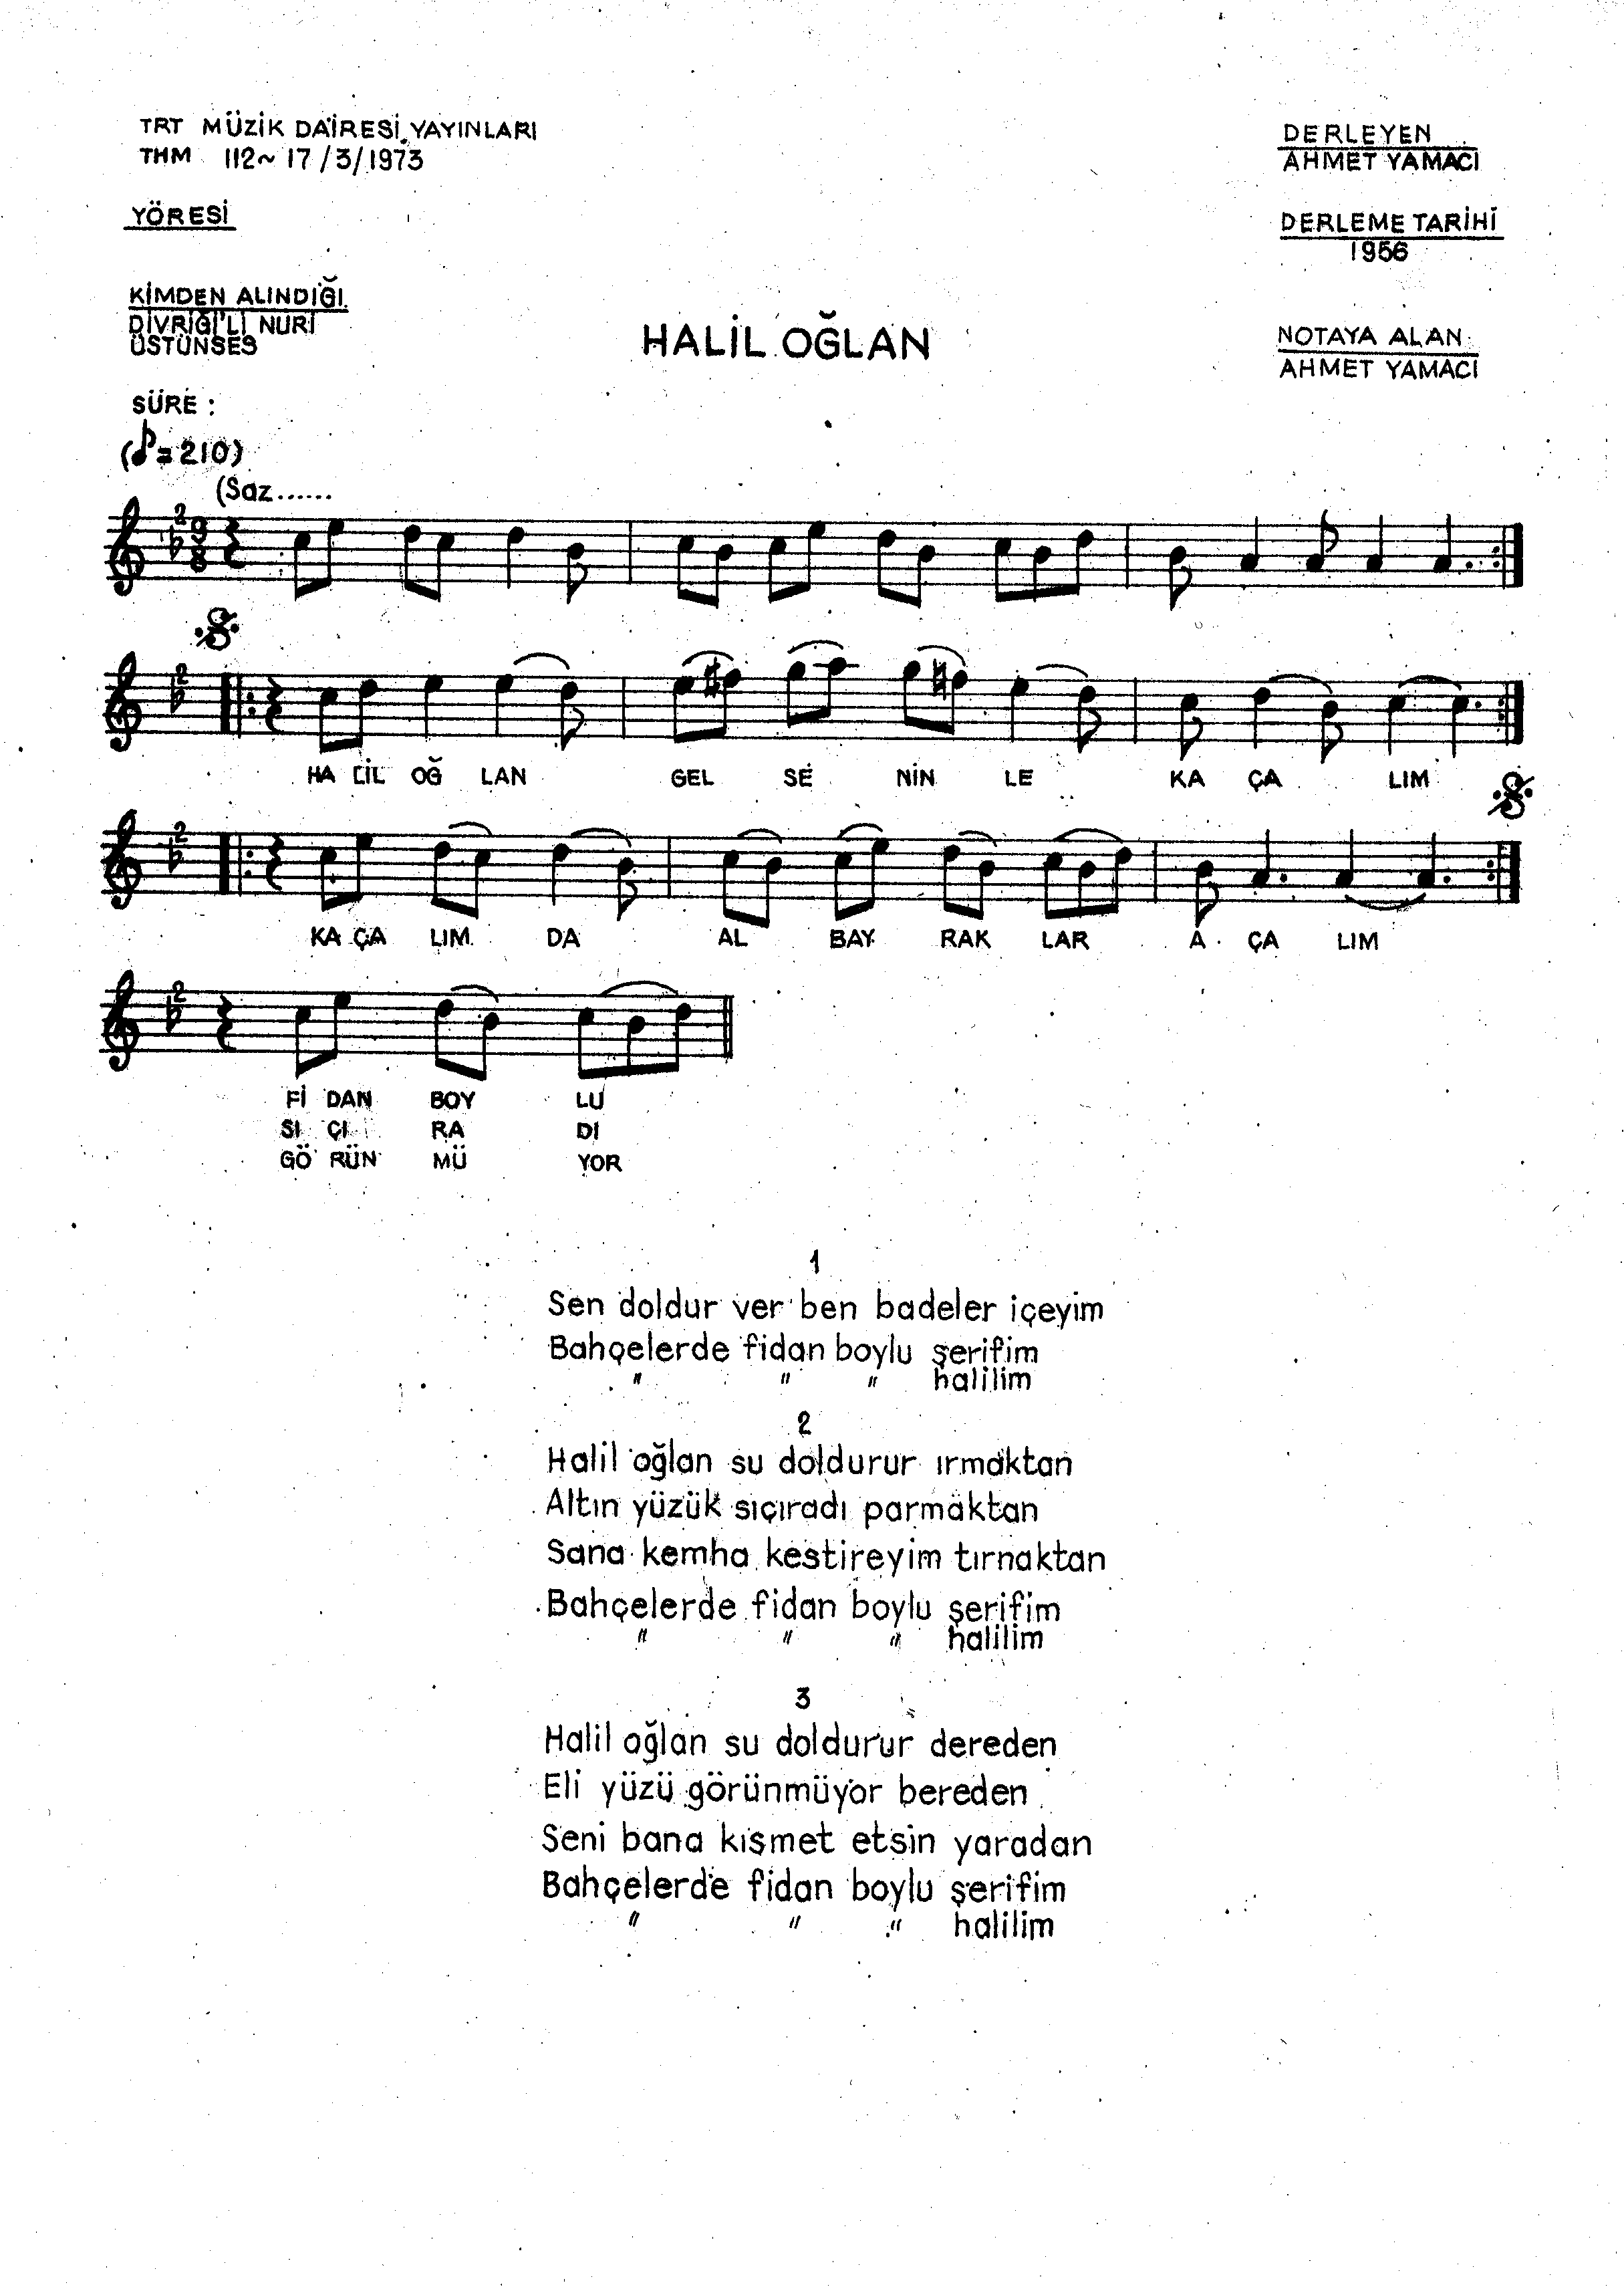 TRT MÜZİK DAİRESİ YAYINLARI
THM 112~ 17/3/1973
YÖRESİ
KİMDEN ALINDIĞI
DİVRİĞİ'Lİ NURİ
ÜSTÜNSES
SÜRE :
(♪=210)
DERLEYEN
AHMET YAMACI
DERLEME TARİHİ
1956
NOTAYA ALAN
AHMET YAMACI
HALİL OĞLAN
(Saz......
2 9 8
2
HA LİL OĞ LAN GEL SE NİN LE KA ÇA LIM
2
KA ÇA LIM DA AL BAY RAK LAR A ÇA LIM
2
Fİ DAN BOY LU
SI ÇI RA DI
GÖ RÜN MÜ YOR
1
Sen doldur ver ben badeler içeyim
Bahçelerde fidan boylu şerifim
" " " halilim
2
Halil oğlan su doldurur ırmaktan
Altın yüzük sıçıradı parmaktan
Sana kemha kestireyim tırnaktan
Bahçelerde fidan boylu şerifim
" " " halilim
3
Halil oğlan su doldurur dereden
Eli yüzü görünmüyor bereden
Seni bana kısmet etsin yaradan
Bahçelerde fidan boylu şerifim
" " " halilim